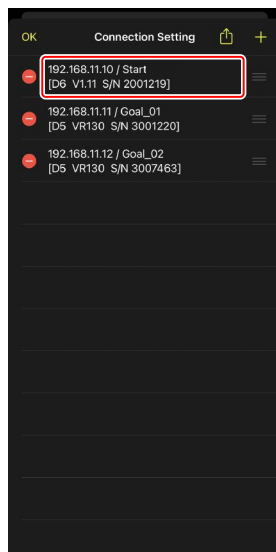 OK Connection Setting +
192.168.11.10 / Start
[D6 V1.11 S/N 2001219]
192.168.11.11 / Goal_01
[D5 VR130 S/N 3001220]
192.168.11.12 / Goal_02
[D5 VR130 S/N 3007463]